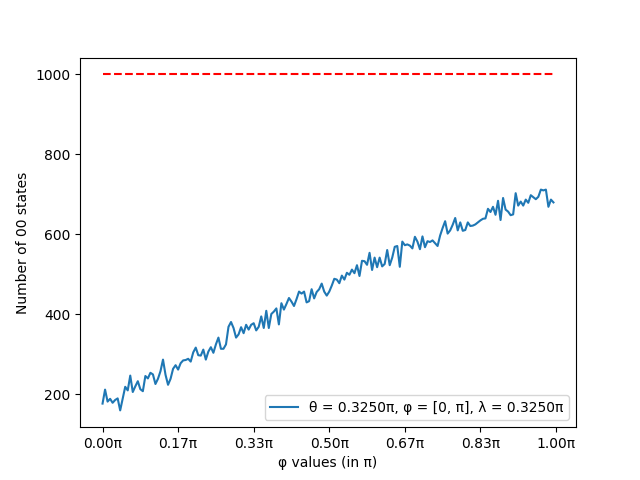 1000
800
600
400
200
Number of 00 states
θ = 0.3250π, φ = [0, π], λ = 0.3250π
0.00π 0.17π 0.33π 0.50π 0.67π 0.83π 1.00π
φ values (in π)